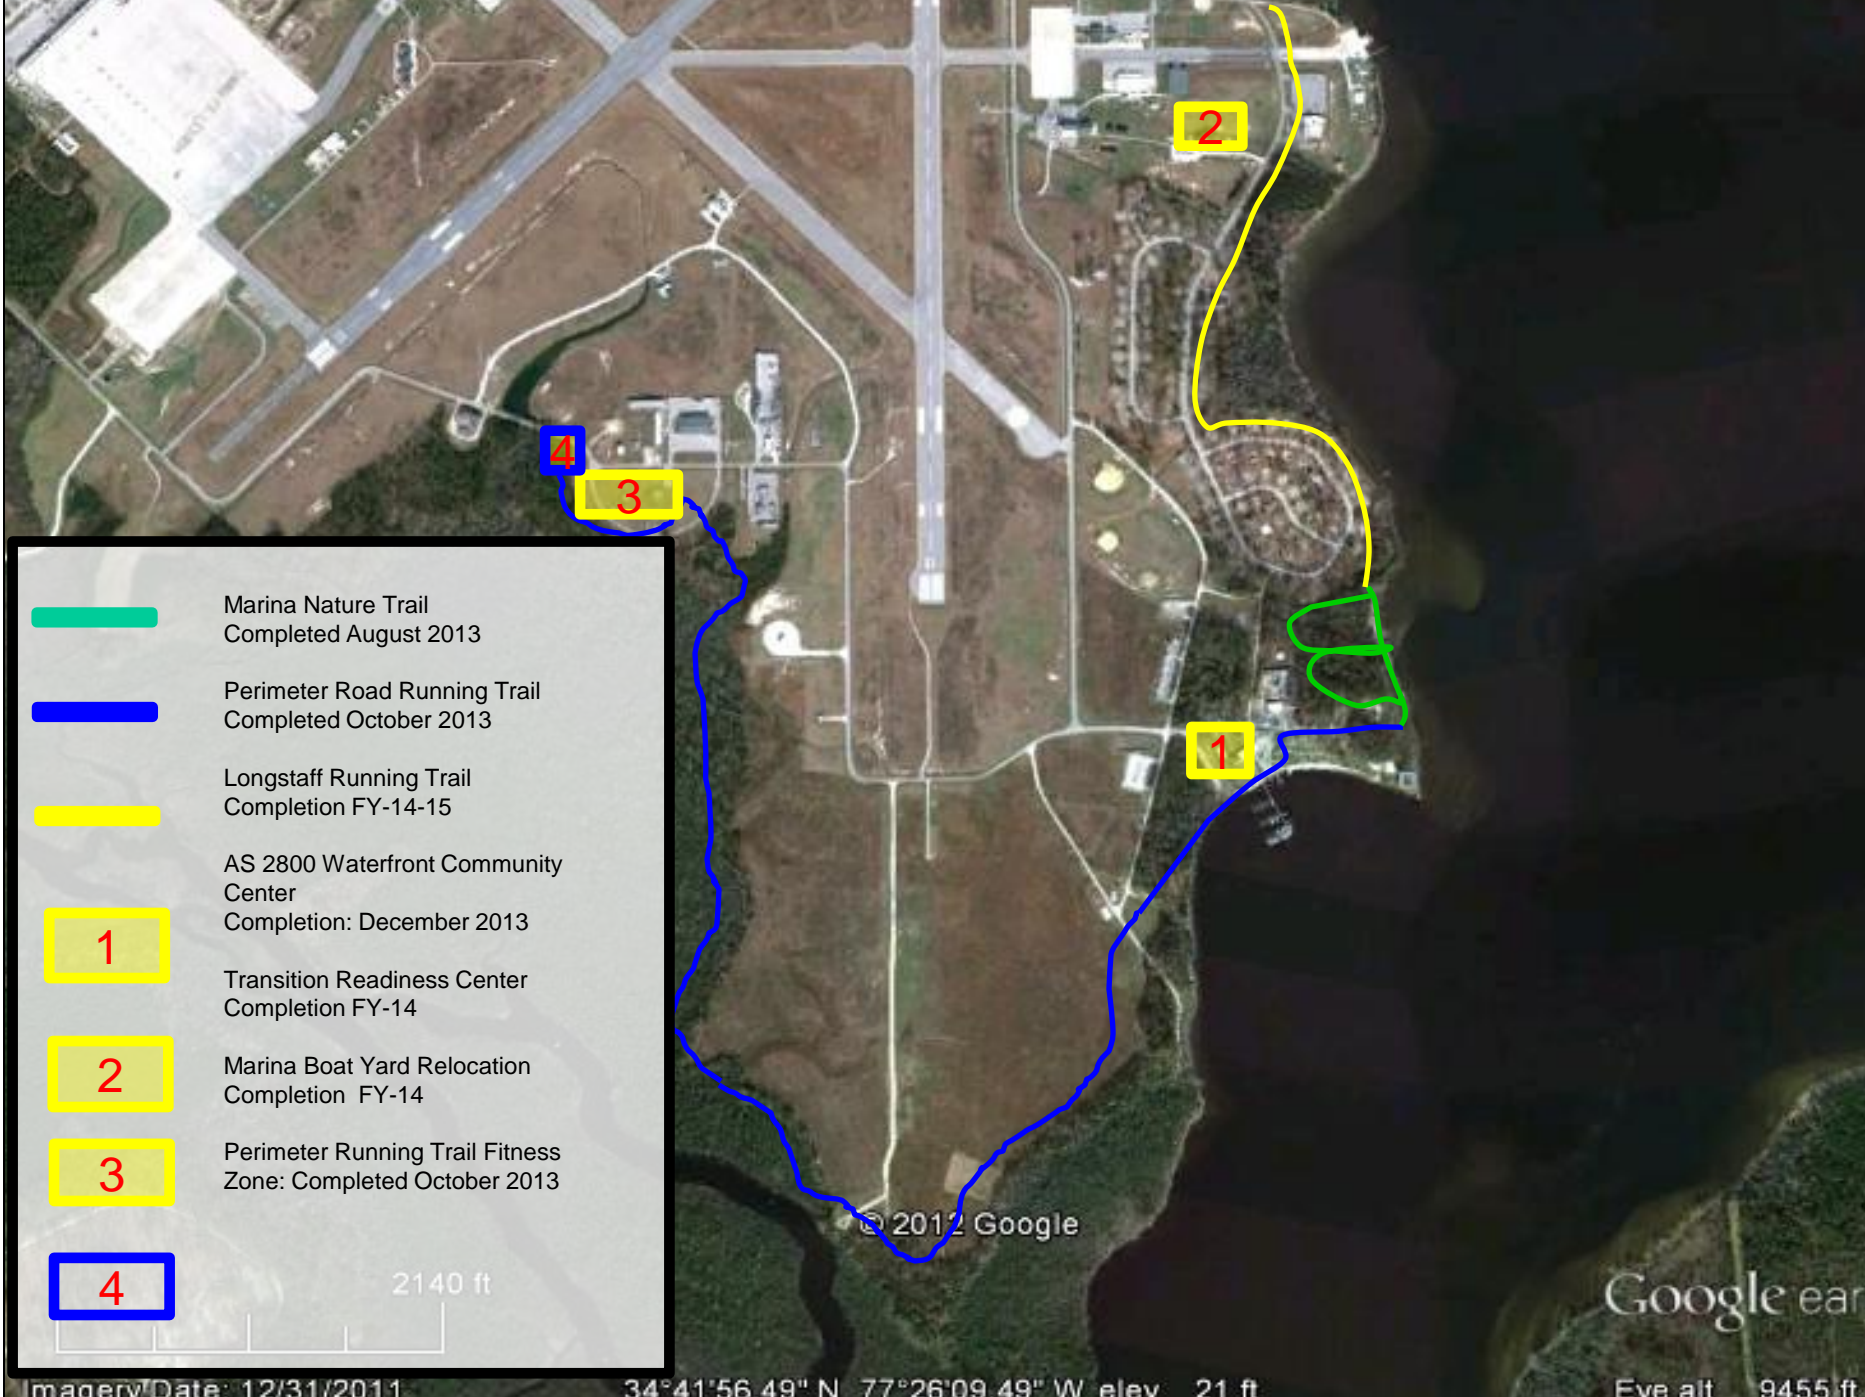 2
4
3
1
Marina Nature Trail
Completed August 2013
Perimeter Road Running Trail
Completed October 2013
Longstaff Running Trail
Completion FY-14-15
AS 2800 Waterfront Community
Center
Completion: December 2013
1
Transition Readiness Center
Completion FY-14
2
Marina Boat Yard Relocation
Completion FY-14
3
Perimeter Running Trail Fitness
Zone: Completed October 2013
4
2140 ft
© 2012 Google
Google ear
Imagery Date: 12/31/2011
34°41'56.49" N 77°26'09.49" W elev 21 ft
Eye alt 9455 ft